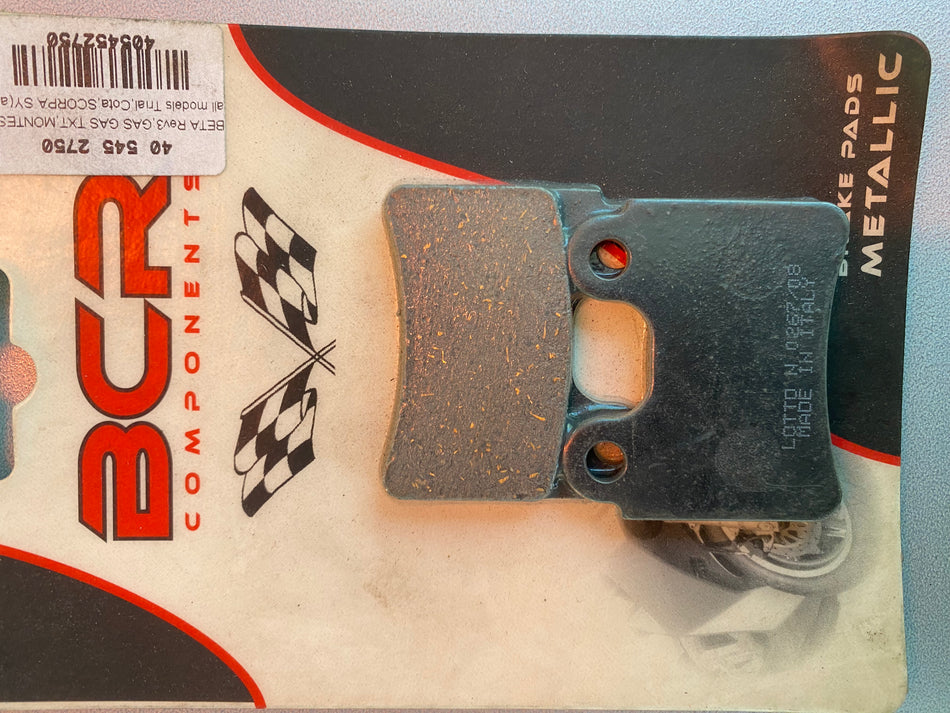 40 545 2750
BETA Rev3,GAS GAS TXT,MONTES
all models Trial,Cota,SCORPA SY(a
405452750
BCR
COMPONENTS
PADS
METALLIC
LOTTO N 0267/08
MADE IN ITALY